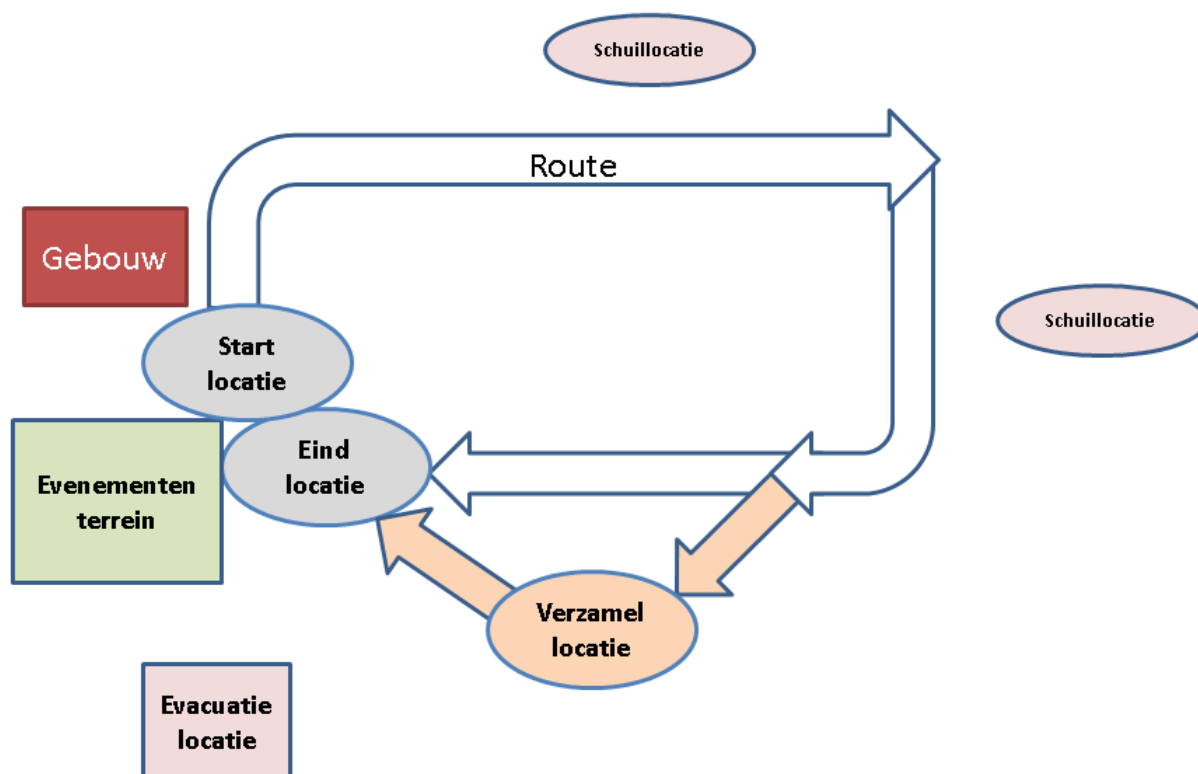 Schuillocatie
Route
Gebouw
Schuillocatie
Start
locatie
Eind
locatie
Evenementen
terrein
Verzamel
locatie
Evacuatie
locatie